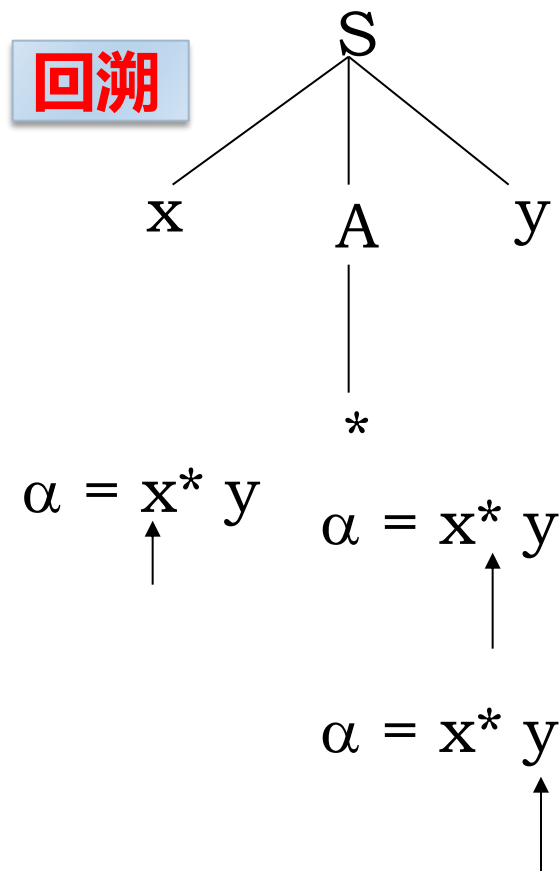 回溯
S
x A y
*
α = x* y
α = x* y
α = x* y